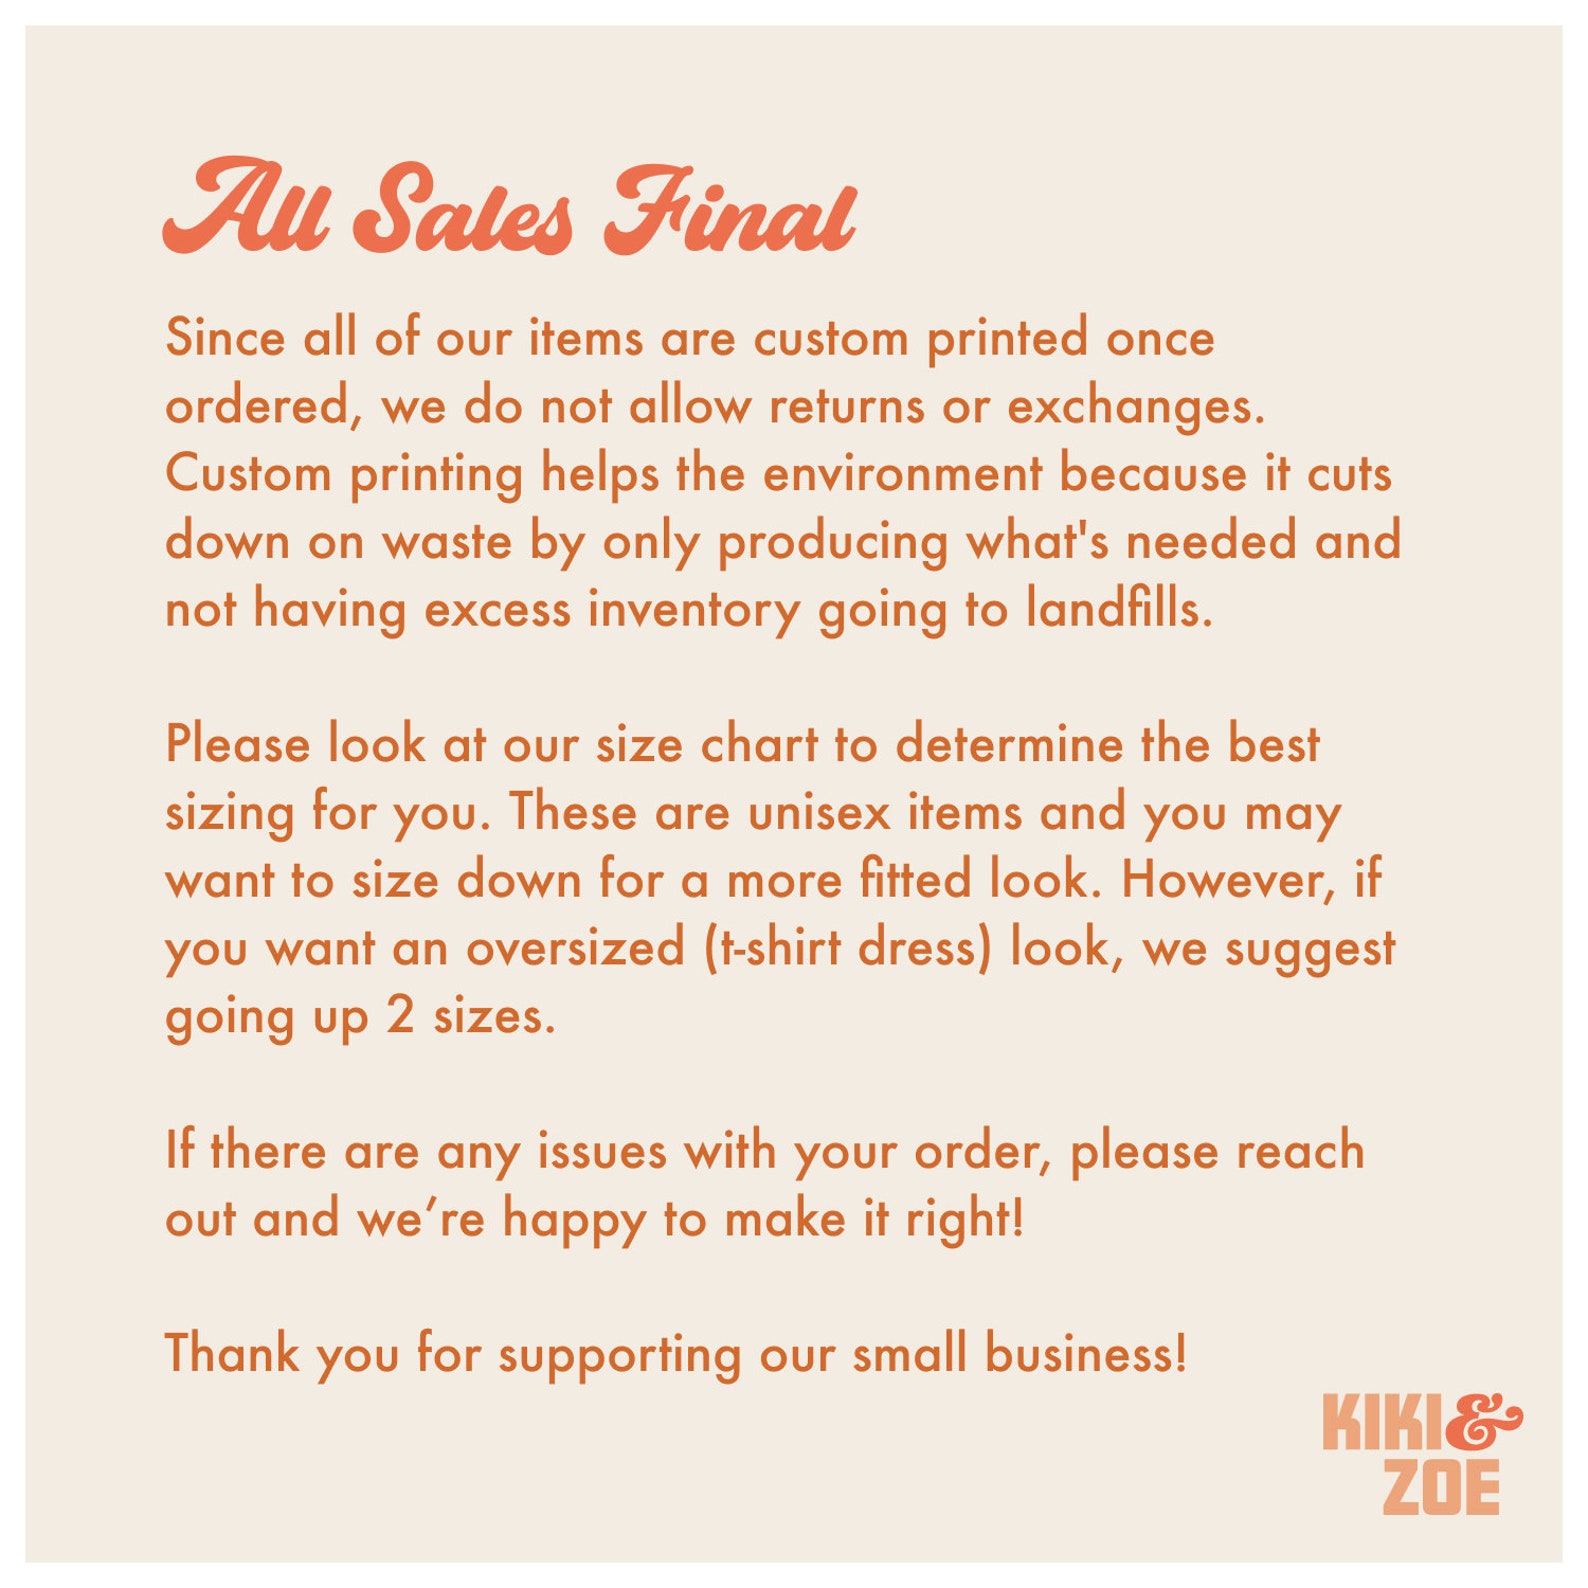 All Sales Final
Since all of our items are custom printed once
ordered, we do not allow returns or exchanges.
Custom printing helps the environment because it cuts
down on waste by only producing what's needed and
not having excess inventory going to landfills.
Please look at our size chart to determine the best
sizing for you. These are unisex items and you may
want to size down for a more fitted look. However, if
you want an oversized (t-shirt dress) look, we suggest
going up 2 sizes.
If there are any issues with your order, please reach
out and we’re happy to make it right!
Thank you for supporting our small business!
KIKI&
ZOE